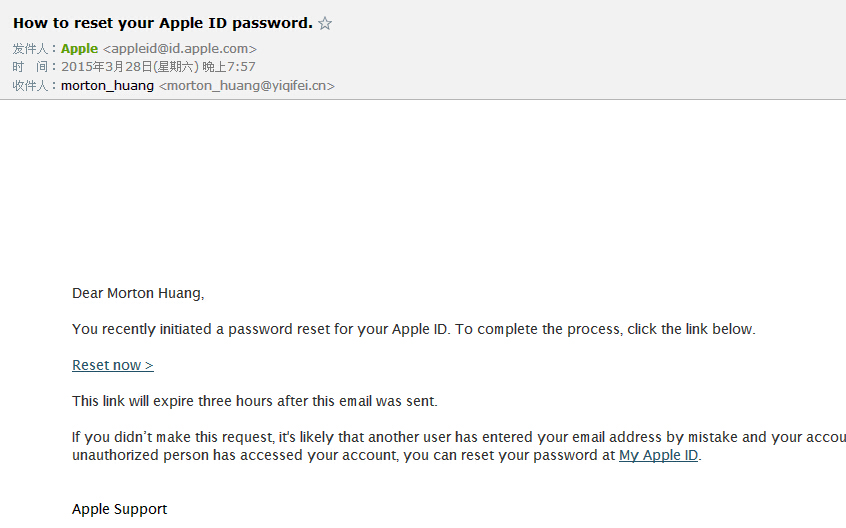 How to reset your Apple ID password. ☆
发件人：Apple <appleid@id.apple.com>
时 间：2015年3月28日(星期六) 晚上7:57
收件人：morton_huang <morton_huang@yiqifei.cn>
Dear Morton Huang,
You recently initiated a password reset for your Apple ID. To complete the process, click the link below.
Reset now >
This link will expire three hours after this email was sent.
If you didn’t make this request, it's likely that another user has entered your email address by mistake and your accou
unauthorized person has accessed your account, you can reset your password at My Apple ID.
Apple Support